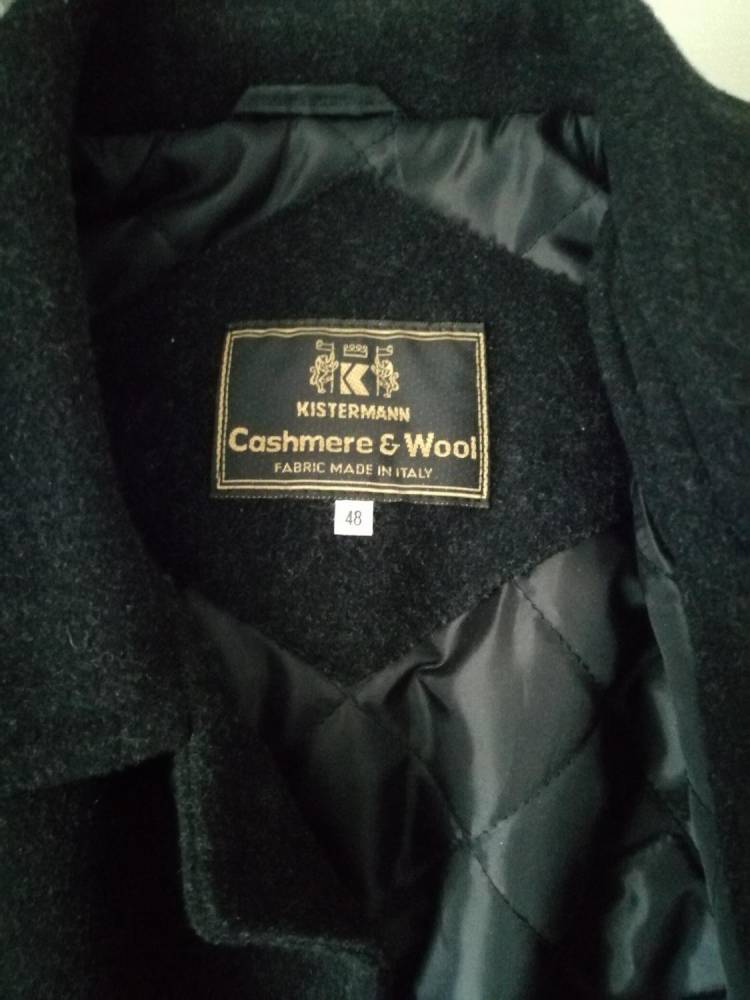 K
KISTERMANN
Cashmere & Wool
FABRIC MADE IN ITALY
48